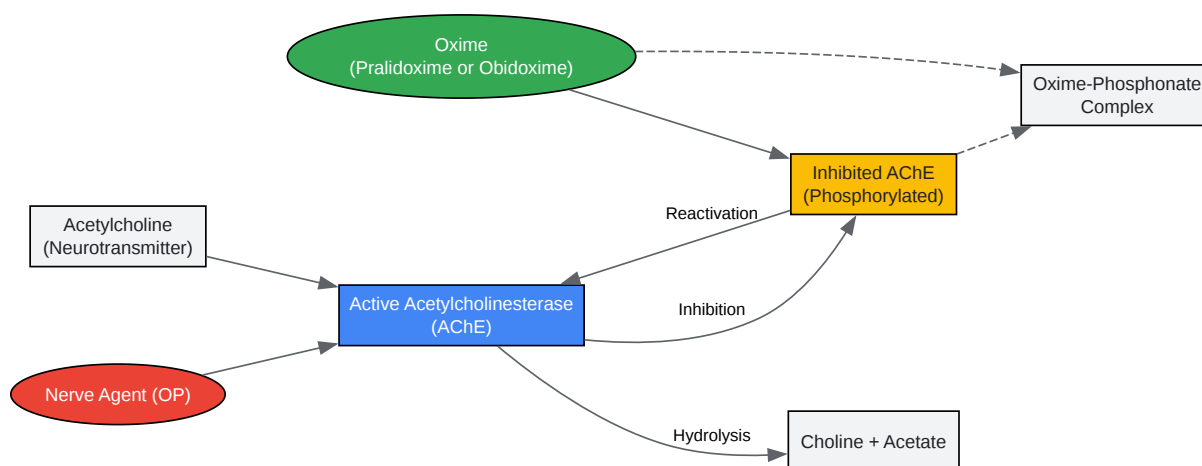 Oxime
(Pralidoxime or Obidoxime)
Oxime-Phosphonate
Complex
Inhibited AChE
(Phosphorylated)
Reactivation
Acetylcholine
(Neurotransmitter)
Active Acetylcholinesterase
(AChE)
Inhibition
Nerve Agent (OP)
Hydrolysis
Choline + Acetate